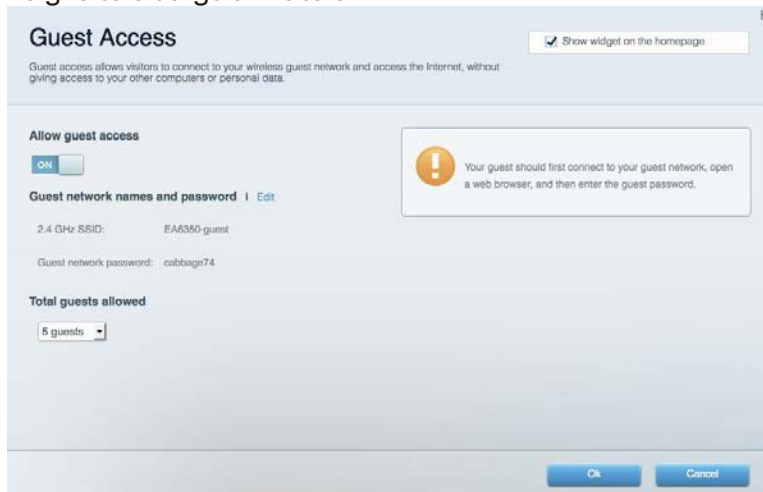 Guest Access
Show widget on the homepage
Guest access allows visitors to connect to your wireless guest network and access the Internet, without
giving access to your other computers or personal data.
Allow guest access
ON
Your guest should first connect to your guest network, open
a web browser, and then enter the guest password.
Guest network names and password | Edit
2.4 GHz SSID: EA6350-guest
Guest network password: cabbage74
Total guests allowed
5 guests
Ok
Cancel